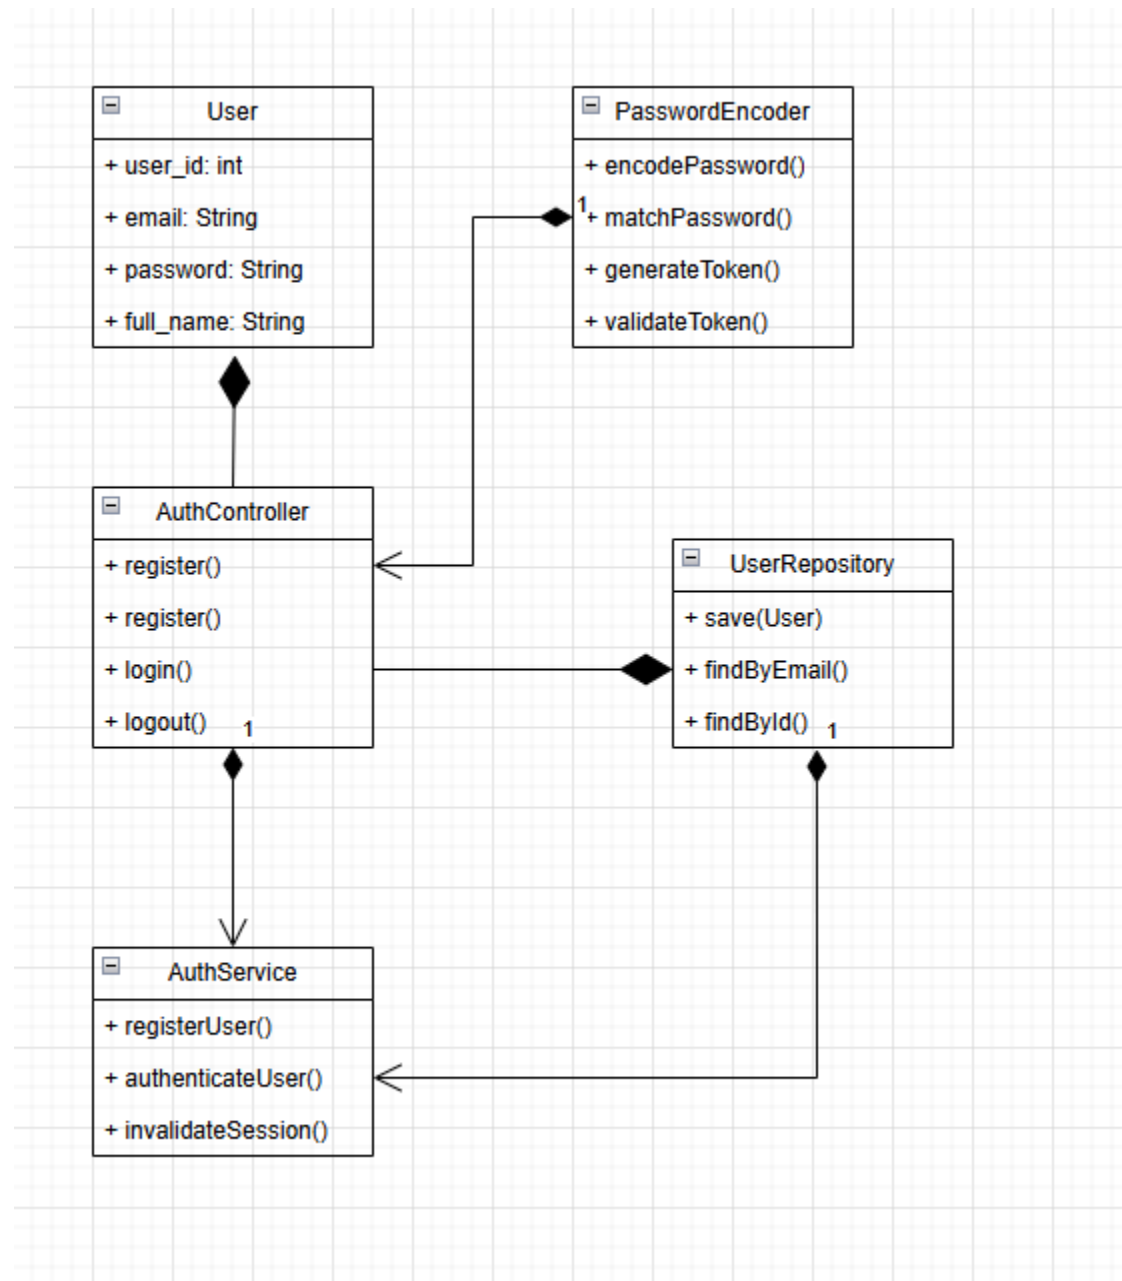 User
+ user_id: int
+ email: String
+ password: String
+ full_name: String
PasswordEncoder
+ encodePassword()
1
+ matchPassword()
+ generateToken()
+ validateToken()
AuthController
+ register()
+ register()
+ login()
+ logout()
1
UserRepository
+ save(User)
+ findByEmail()
+ findById()
1
AuthService
+ registerUser()
+ authenticateUser()
+ invalidateSession()